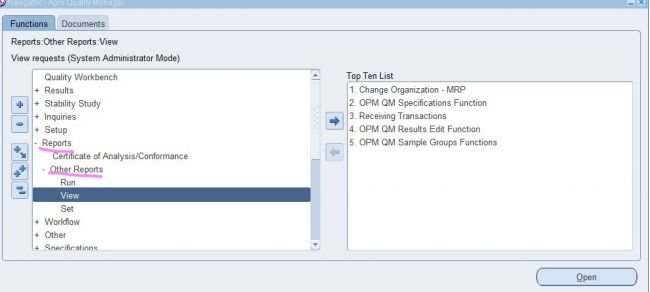 Navigator - Agro Quality Manager
Functions
Documents
Reports:Other Reports:View
View requests (System Administrator Mode)
Quality Workbench
+ Results
+ Stability Study
+ Inquiries
+ Setup
- Reports
Certificate of Analysis/Conformance
- Other Reports
Run
View
Set
+ Workflow
+ Other
+ Specifications
Top Ten List
1. Change Organization - MRP
2. OPM QM Specifications Function
3. Receiving Transactions
4. OPM QM Results Edit Function
5. OPM QM Sample Groups Functions
Open